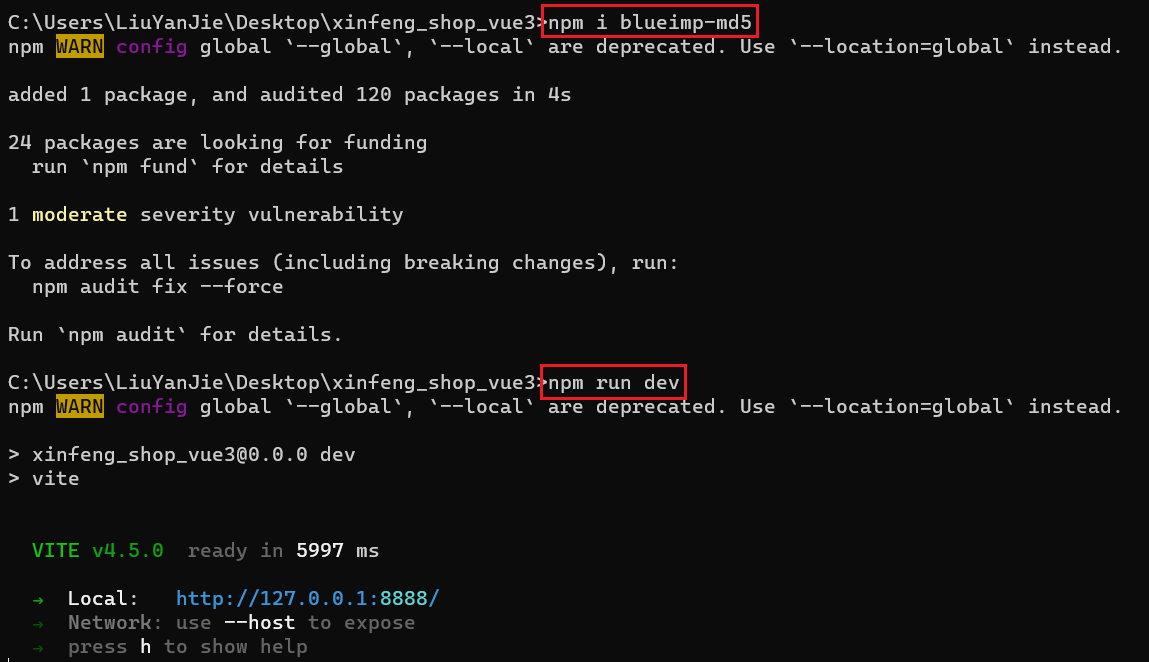 C:\Users\LiuYanJie\Desktop\xinfeng_shop_vue3>npm i blueimp-md5
npm WARN config global `--global`, `--local` are deprecated. Use `--location=global` instead.
added 1 package, and audited 120 packages in 4s
24 packages are looking for funding
run `npm fund` for details
1 moderate severity vulnerability
To address all issues (including breaking changes), run:
npm audit fix --force
Run `npm audit` for details.
C:\Users\LiuYanJie\Desktop\xinfeng_shop_vue3>npm run dev
npm WARN config global `--global`, `--local` are deprecated. Use `--location=global` instead.
> xinfeng_shop_vue3@0.0.0 dev
> vite
VITE v4.5.0 ready in 5997 ms
→ Local: http://127.0.0.1:8888/
→ Network: use --host to expose
→ press h to show help